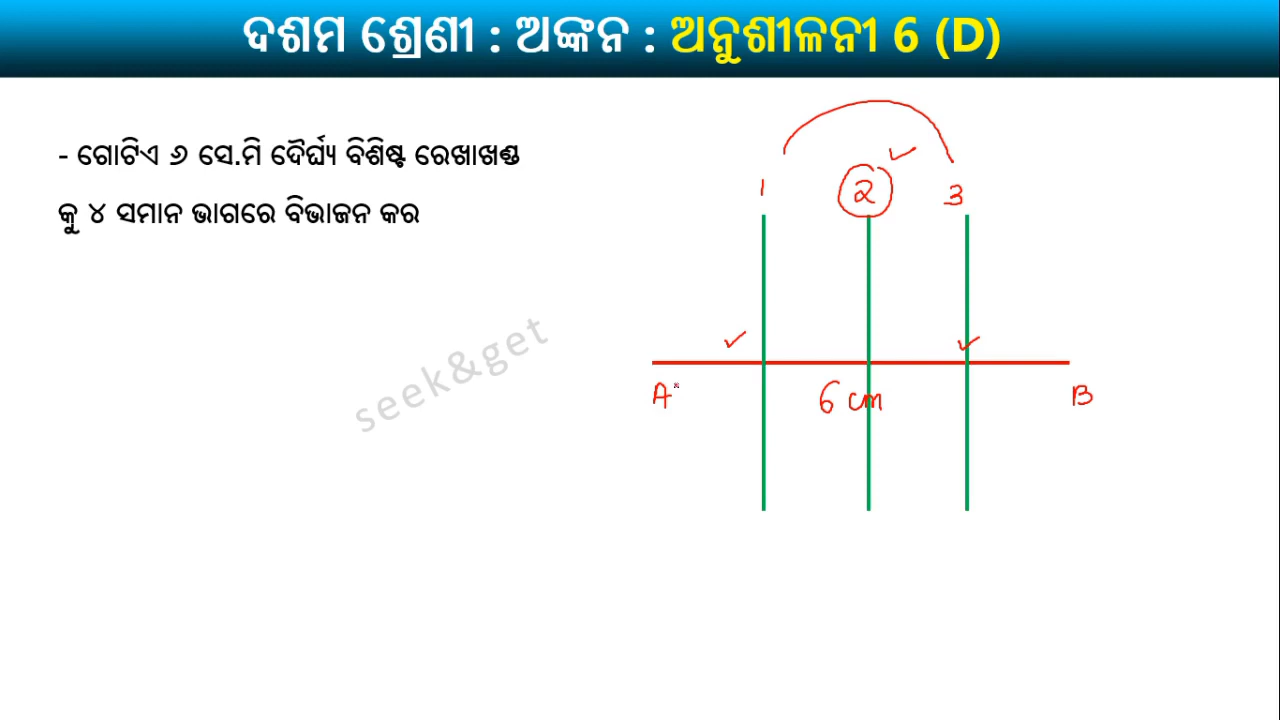 ଦଶମ ଶ୍ରେଣୀ : ଅଙ୍କନ : ଅନୁଶୀଳନୀ 6 (D)
- ଗୋଟିଏ ୬ ସେ.ମି ଦୈର୍ଘ୍ୟ ବିଶିଷ୍ଟ ରେଖାଖଣ୍ଡ
କୁ ୪ ସମାନ ଭାଗରେ ବିଭାଜନ କର
1 2 3
A 6 cm B
seek&get